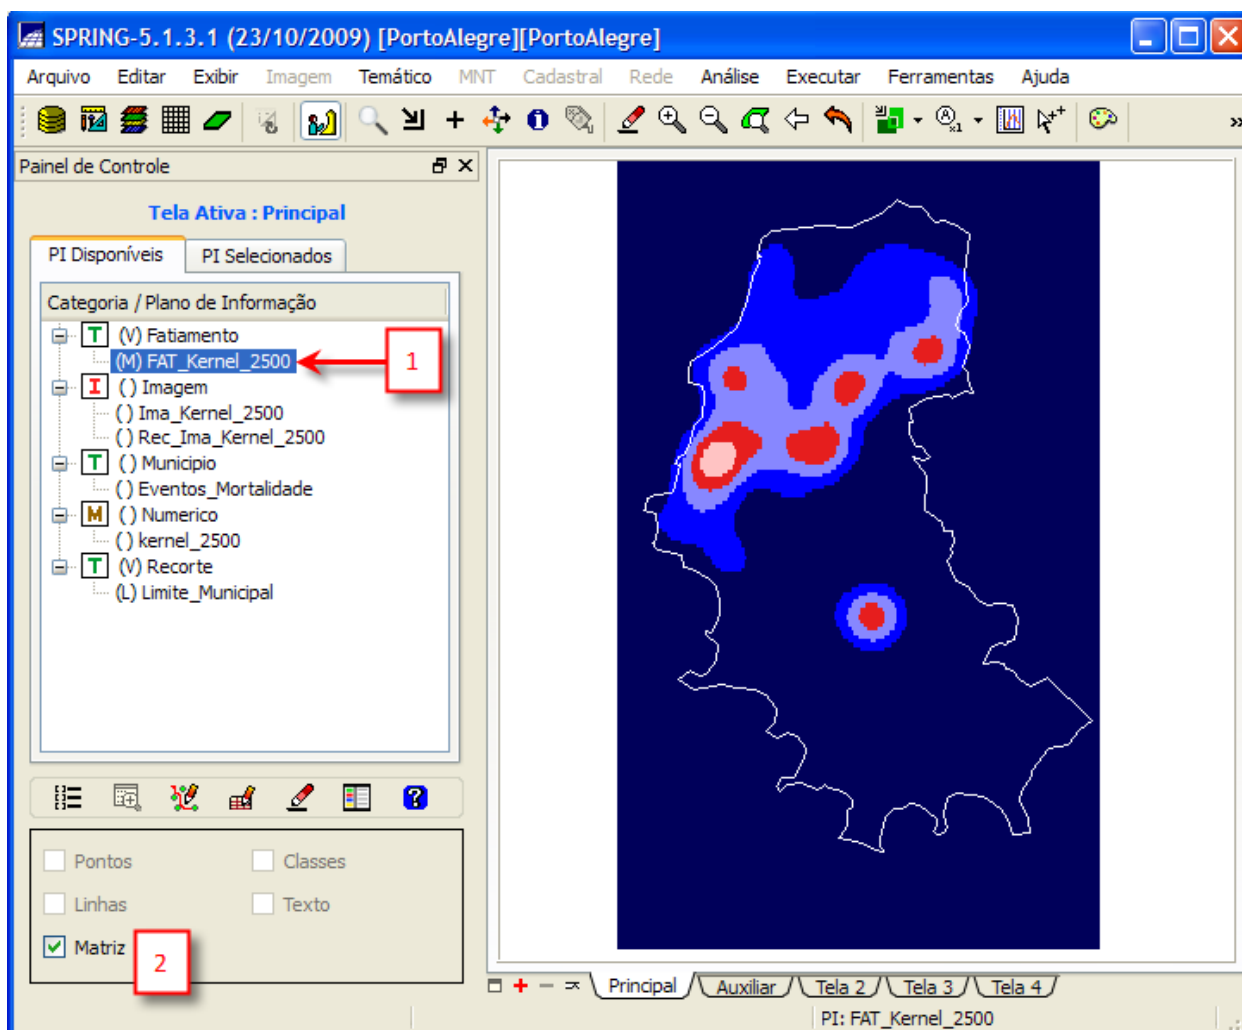 SPRING-5.1.3.1 (23/10/2009) [PortoAlegre][PortoAlegre]
Arquivo Editar Exibir Imagem Temático MNT Cadastral Rede Análise Executar Ferramentas Ajuda
Painel de Controle
Tela Ativa : Principal
PI Disponíveis PI Selecionados
Categoria / Plano de Informação
T (V) Fatiamento
(M) FAT_Kernel_2500
1
I ( ) Imagem
( ) Ima_Kernel_2500
( ) Rec_Ima_Kernel_2500
T ( ) Municipio
( ) Eventos_Mortalidade
M ( ) Numerico
( ) kernel_2500
T (V) Recorte
(L) Limite_Municipal
Pontos Classes
Linhas Texto
Matriz
2
Principal Auxiliar Tela 2 Tela 3 Tela 4
PI: FAT_Kernel_2500